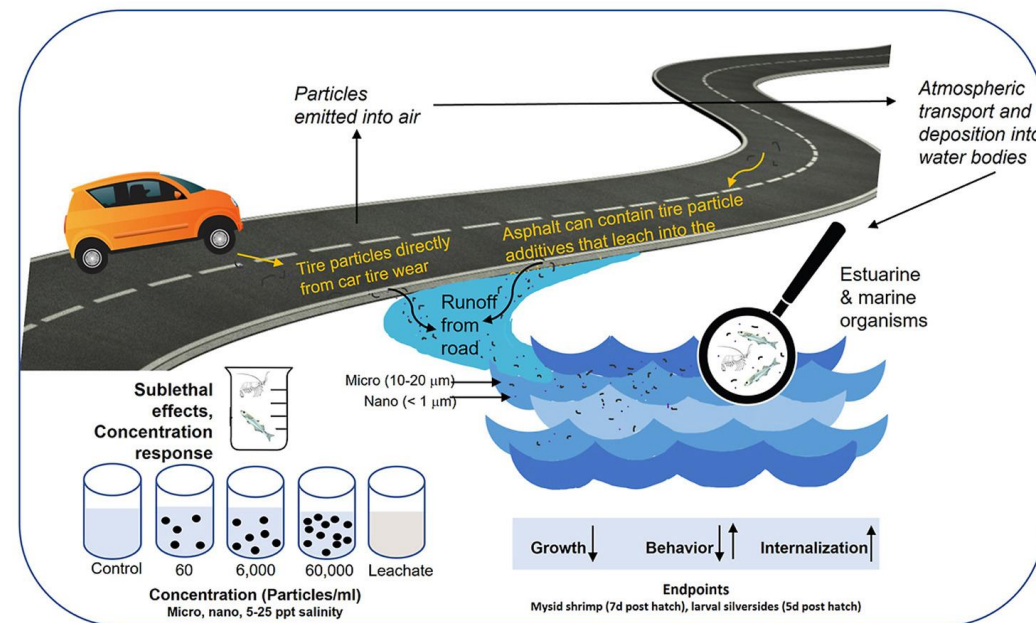 Particles
emitted into air
Atmospheric
transport and
deposition into
water bodies
Asphalt can contain tire particle
additives that leach into the
Tire particles directly
from car tire wear
Runoff
from
road
Estuarine
& marine
organisms
Micro (10-20 µm)
Nano (< 1 µm)
Sublethal
effects,
Concentration
response
Control
60
6,000
60,000
Leachate
Concentration (Particles/ml)
Micro, nano, 5-25 ppt salinity
Growth
Behavior
Internalization
Endpoints
Mysid shrimp (7d post hatch), larval silversides (5d post hatch)